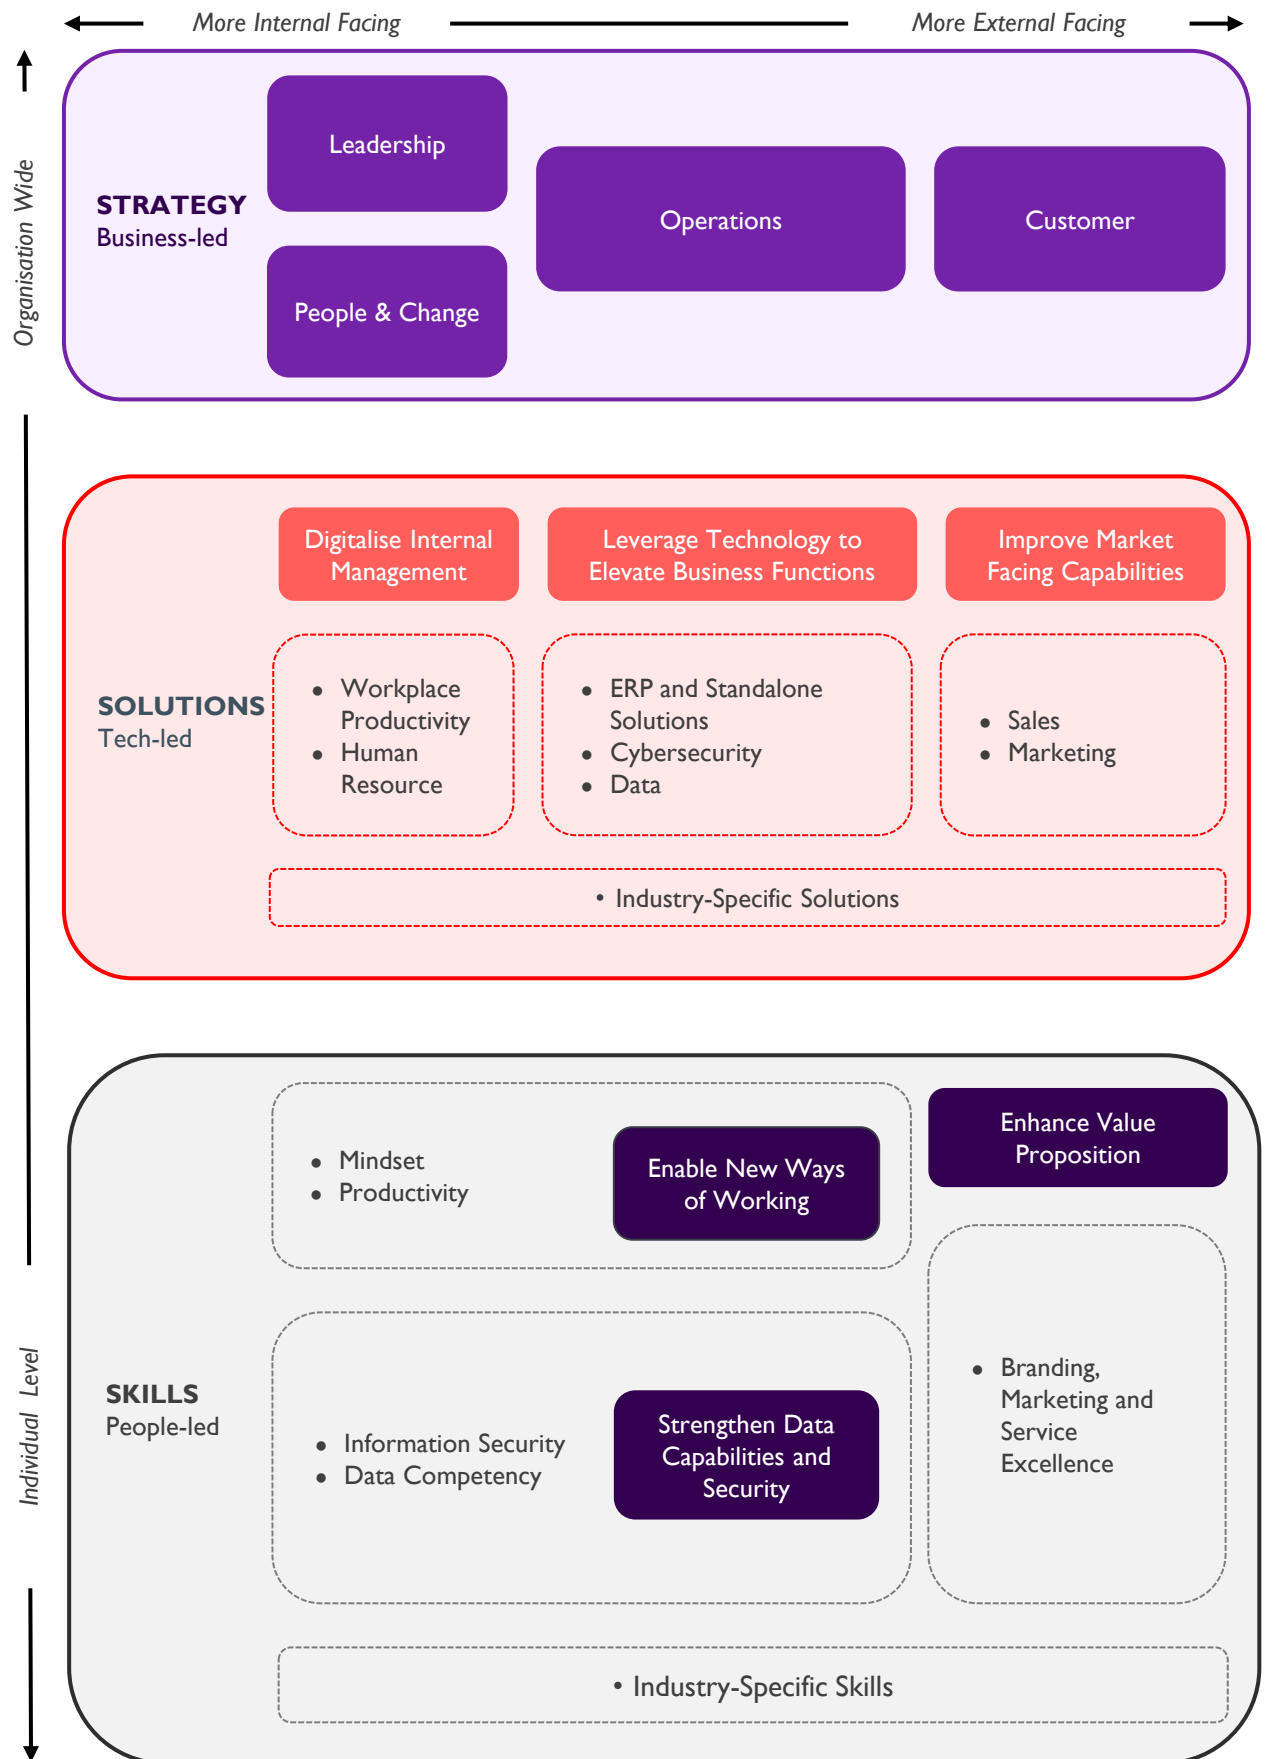 More Internal Facing
More External Facing
Organisation Wide
STRATEGY
Business-led
Leadership
People & Change
Operations
Customer
SOLUTIONS
Tech-led
Digitalise Internal
Management
Leverage Technology to
Elevate Business Functions
Improve Market
Facing Capabilities
• Workplace
Productivity
• Human
Resource
• ERP and Standalone
Solutions
• Cybersecurity
• Data
• Sales
• Marketing
• Industry-Specific Solutions
Individual Level
SKILLS
People-led
• Mindset
• Productivity
Enable New Ways
of Working
• Information Security
• Data Competency
Strengthen Data
Capabilities and
Security
Enhance Value
Proposition
• Branding,
Marketing and
Service
Excellence
• Industry-Specific Skills